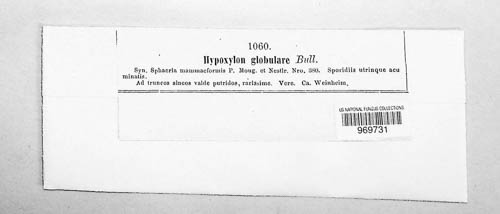 1060.
Hypoxylon globulare Bull.
Syn. Sphaeria mammaeformis P. Moug. et Nestlr. Nro. 380. Sporidiis utrinque acu
minatis.
Ad truncos alneos valde putridos, rarissime. Vere. Ca. Weinheim.
US NATIONAL FUNGUS COLLECTIONS
969731